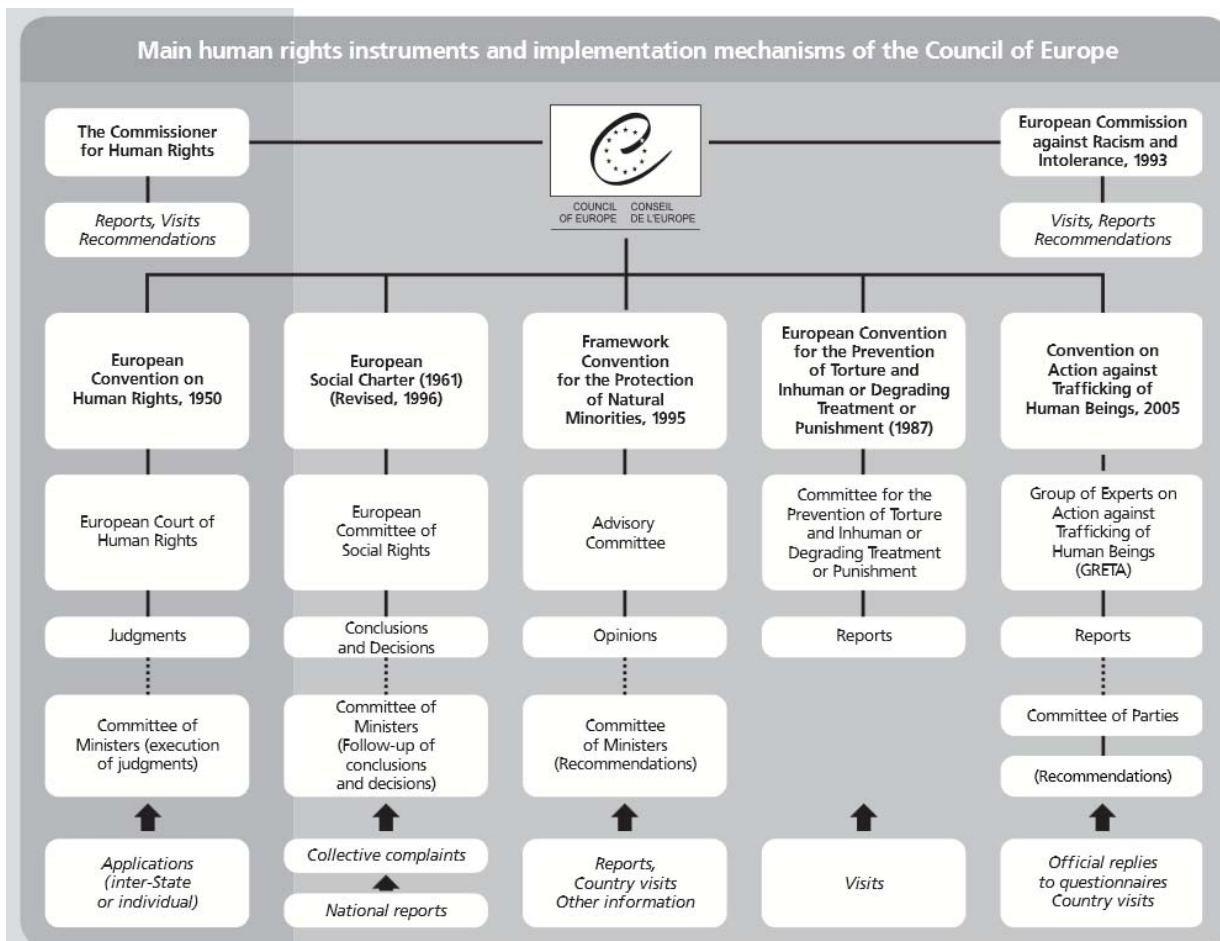 Main human rights instruments and implementation mechanisms of the Council of Europe
The Commissioner
for Human Rights
Reports, Visits
Recommendations
COUNCIL CONSEIL
OF EUROPE DE L'EUROPE
European Commission
against Racism and
Intolerance, 1993
Visits, Reports
Recommendations
European
Convention on
Human Rights, 1950
European
Social Charter (1961)
(Revised, 1996)
Framework
Convention
for the Protection
of Natural
Minorities, 1995
European Convention
for the Prevention
of Torture and
Inhuman or Degrading
Treatment or
Punishment (1987)
Convention on
Action against
Trafficking of
Human Beings, 2005
European Court of
Human Rights
European
Committee of
Social Rights
Advisory
Committee
Committee for the
Prevention of Torture
and Inhuman or
Degrading Treatment
or Punishment
Group of Experts on
Action against
Trafficking of
Human Beings
(GRETA)
Judgments
Conclusions
and Decisions
Opinions
Reports
Reports
Committee of
Ministers (execution
of judgments)
Committee of
Ministers
(Follow-up of
conclusions
and decisions)
Committee
of Ministers
(Recommendations)
Committee of Parties
(Recommendations)
Applications
(inter-State
or individual)
Collective complaints
National reports
Reports,
Country visits
Other information
Visits
Official replies
to questionnaires
Country visits